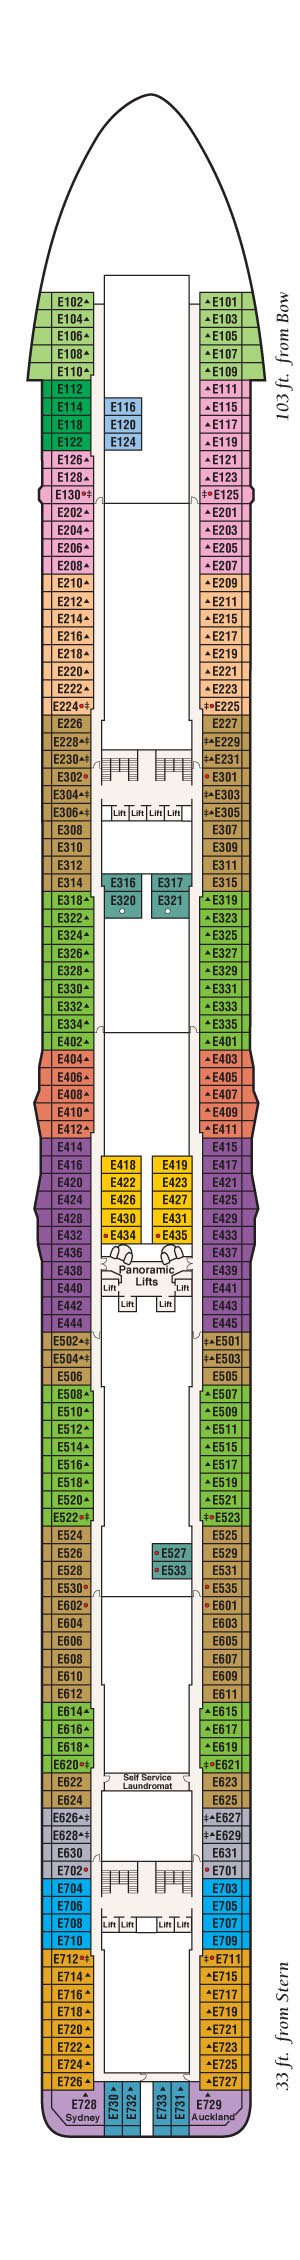 E102 E101
E104 E103
E106 E105
E108 E107
E110 E109
103 ft. from Bow
E112 E111
E114 E116 E115
E118 E120 E117
E122 E124 E119
E126 E121
E128 E123
E130 E125
E202 E201
E204 E203
E206 E205
E208 E207
E210 E209
E212 E211
E214 E215
E216 E217
E218 E219
E220 E221
E222 E223
E224 E225
E226 E227
E228 E229
E230 E231
E302 E301
E304 E303
E306 Lift Lift Lift Lift E305
E308 E307
E310 E309
E312 E311
E314 E316 E317 E315
E318 E320 E321 E319
E322 E323
E324 E325
E326 E327
E328 E329
E330 E331
E332 E333
E334 E335
E402 E401
E404 E403
E406 E405
E408 E407
E410 E409
E412 E411
E414 E415
E416 E418 E419 E417
E420 E422 E423 E421
E424 E426 E427 E425
E428 E430 E431 E429
E432 E434 E435 E433
E436 E437
E438 Panoramic E439
Lifts
E440 Lift Lift E441
E442 Lift Lift E443
E444 E445
E502 E501
E504 E503
E506 E505
E508 E507
E510 E509
E512 E511
E514 E515
E516 E517
E518 E519
E520 E521
E522 E523
E524 E525
E526 E527 E529
E528 E533 E531
E530 E535
E602 E601
E604 E603
E606 E605
E608 E607
E610 E609
E612 E611
E614 E615
E616 E617
E618 E619
E620 E621
E622 Self Service E623
Laundromat
E624 E625
E626 E627
E628 E629
E630 E631
E702 E701
E704 E703
E706 E705
E708 Lift Lift Lift Lift E707
E710 E709
E712 E711
E714 E715
E716 E717
E718 E719
E720 E721
E722 E723
E724 E725
E726 E727
33 ft. from Stern
E728 E730 E732 E733 E731 E729
Sydney Auckland